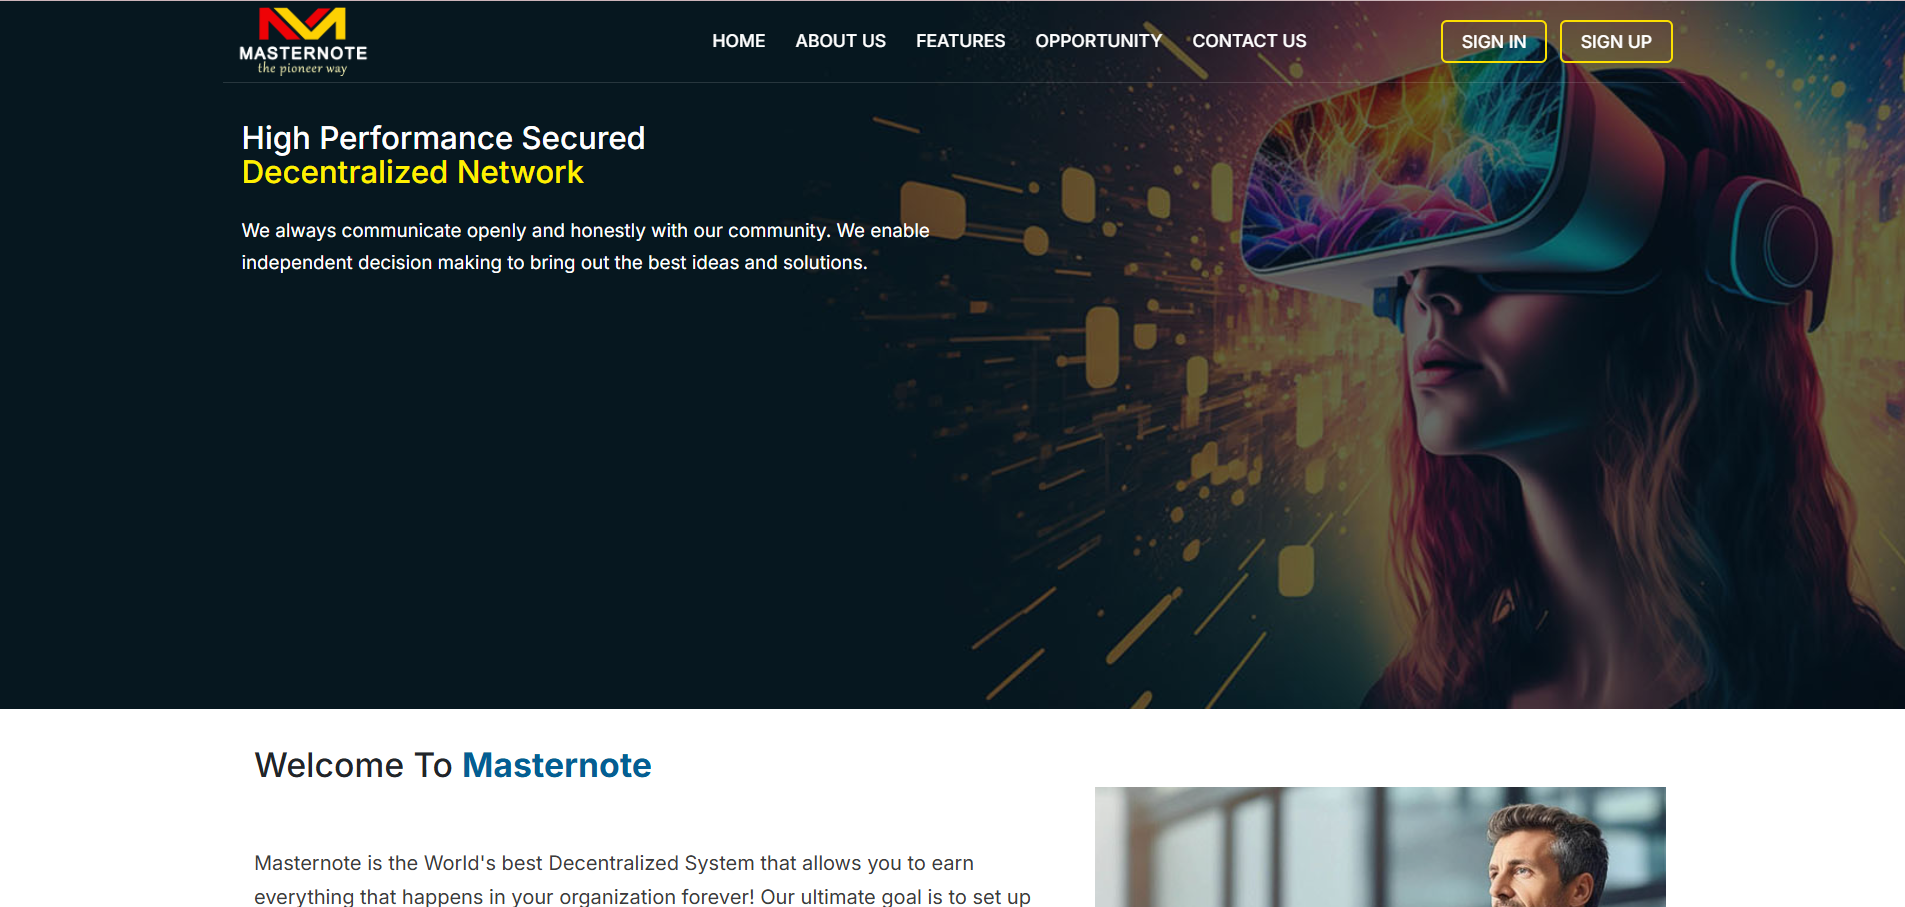 MASTERNOTE
the pioneer way
HOME ABOUT US FEATURES OPPORTUNITY CONTACT US SIGN IN SIGN UP
High Performance Secured
Decentralized Network
We always communicate openly and honestly with our community. We enable
independent decision making to bring out the best ideas and solutions.
Welcome To Masternote
Masternote is the World's best Decentralized System that allows you to earn
everything that happens in your organization forever! Our ultimate goal is to set up